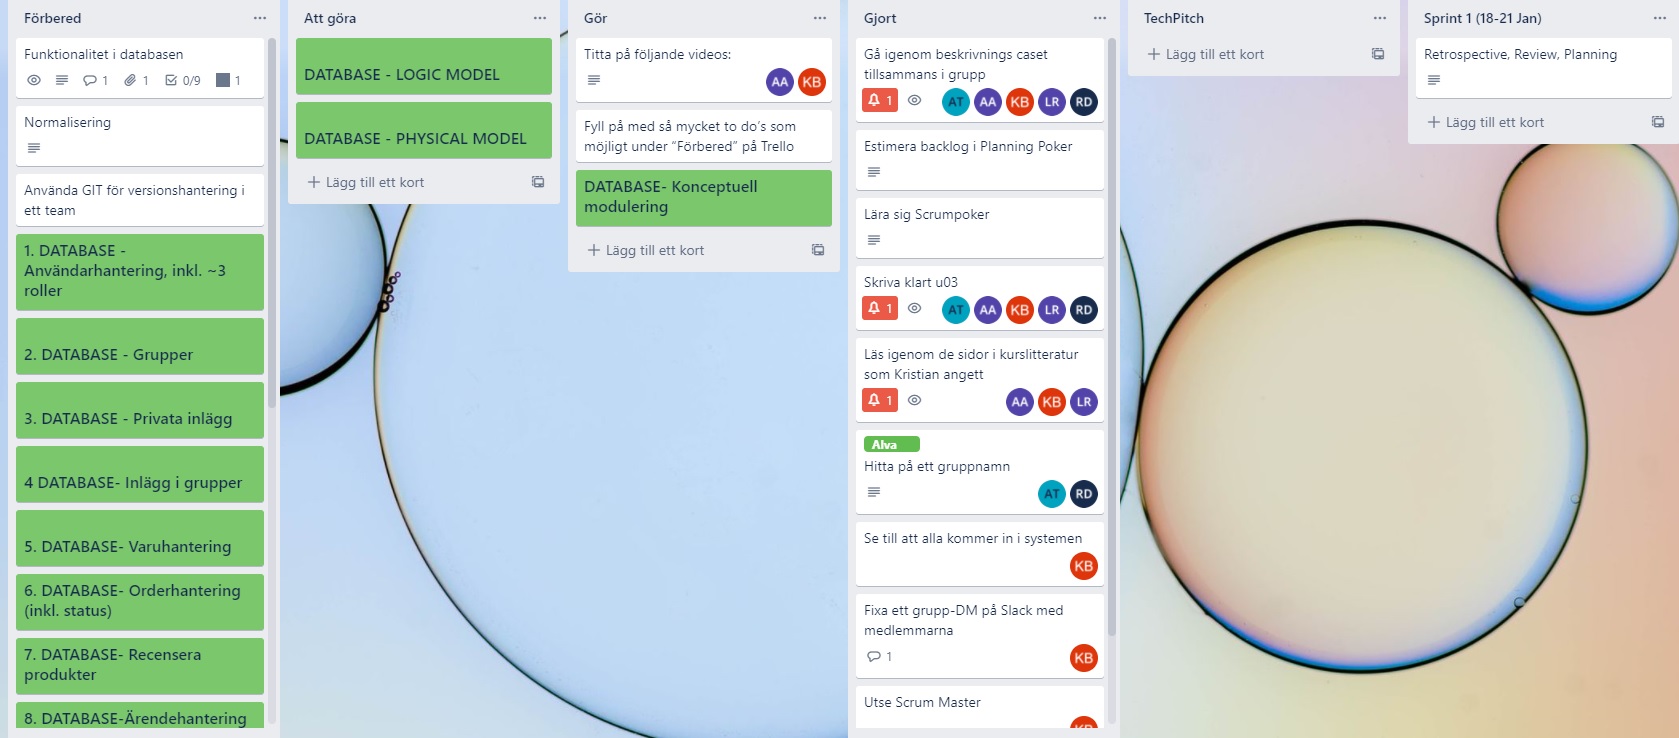 Förbered
Funktionalitet i databasen
1 1 0/9 1
Normalisering
Använda GIT för versionshantering i
ett team
1. DATABASE -
Användarhantering, inkl. ~3
roller
2. DATABASE - Grupper
3. DATABASE - Privata inlägg
4 DATABASE- Inlägg i grupper
5. DATABASE- Varuhantering
6. DATABASE- Orderhantering
(inkl. status)
7. DATABASE- Recensera
produkter
8. DATABASE-Ärendehantering
Att göra
DATABASE - LOGIC MODEL
DATABASE - PHYSICAL MODEL
+ Lägg till ett kort
Gör
Titta på följande videos:
AA KB
Fyll på med så mycket to do's som
möjligt under "Förbered" på Trello
DATABASE- Konceptuell
modulering
+ Lägg till ett kort
Gjort
Gå igenom beskrivnings caset
tillsammans i grupp
1 AT AA KB LR RD
Estimera backlog i Planning Poker
Lära sig Scrumpoker
Skriva klart u03
1 AT AA KB LR RD
Läs igenom de sidor i kurslitteratur
som Kristian angett
1 AA KB LR
Alva
Hitta på ett gruppnamn
AT RD
Se till att alla kommer in i systemen
KB
Fixa ett grupp-DM på Slack med
medlemmarna
1 KB
Utse Scrum Master
KB
TechPitch
+ Lägg till ett kort
Sprint 1 (18-21 Jan)
Retrospective, Review, Planning
+ Lägg till ett kort